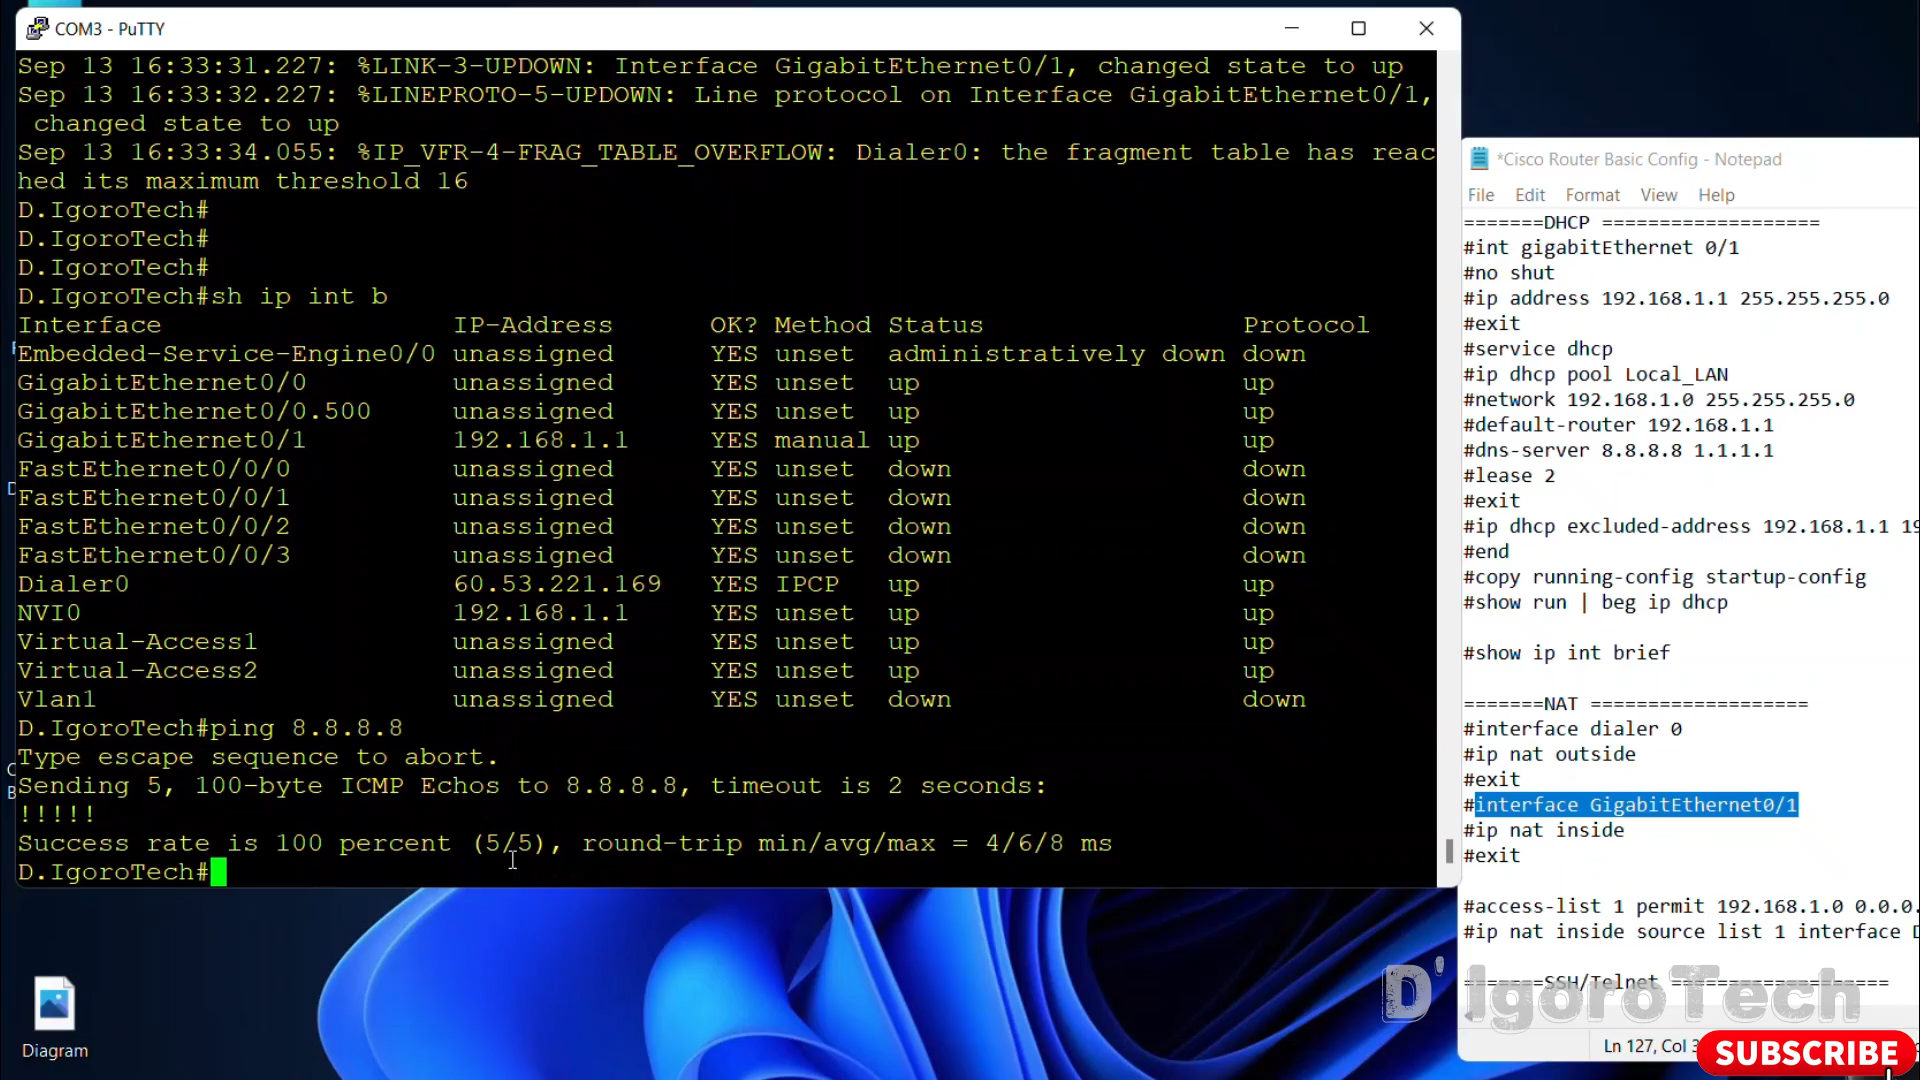 COM3 - PuTTY
Sep 13 16:33:31.227: %LINK-3-UPDOWN: Interface GigabitEthernet0/1, changed state to up
Sep 13 16:33:32.227: %LINEPROTO-5-UPDOWN: Line protocol on Interface GigabitEthernet0/1,
changed state to up
Sep 13 16:33:34.055: %IP_VFR-4-FRAG_TABLE_OVERFLOW: Dialer0: the fragment table has reac
hed its maximum threshold 16
D.IgoroTech#
D.IgoroTech#
D.IgoroTech#
D.IgoroTech#sh ip int b
Interface IP-Address OK? Method Status Protocol
Embedded-Service-Engine0/0 unassigned YES unset administratively down down
GigabitEthernet0/0 unassigned YES unset up up
GigabitEthernet0/0.500 unassigned YES unset up up
GigabitEthernet0/1 192.168.1.1 YES manual up up
FastEthernet0/0/0 unassigned YES unset down down
FastEthernet0/0/1 unassigned YES unset down down
FastEthernet0/0/2 unassigned YES unset down down
FastEthernet0/0/3 unassigned YES unset down down
Dialer0 60.53.221.169 YES IPCP up up
NVI0 192.168.1.1 YES unset up up
Virtual-Access1 unassigned YES unset up up
Virtual-Access2 unassigned YES unset up up
Vlan1 unassigned YES unset down down
D.IgoroTech#ping 8.8.8.8
Type escape sequence to abort.
Sending 5, 100-byte ICMP Echos to 8.8.8.8, timeout is 2 seconds:
!!!!!
Success rate is 100 percent (5/5), round-trip min/avg/max = 4/6/8 ms
D.IgoroTech#
*Cisco Router Basic Config - Notepad
File Edit Format View Help
=======DHCP ===================
#int gigabitEthernet 0/1
#no shut
#ip address 192.168.1.1 255.255.255.0
#exit
#service dhcp
#ip dhcp pool Local_LAN
#network 192.168.1.0 255.255.255.0
#default-router 192.168.1.1
#dns-server 8.8.8.8 1.1.1.1
#lease 2
#exit
#ip dhcp excluded-address 192.168.1.1 19
#end
#copy running-config startup-config
#show run | beg ip dhcp
#show ip int brief
=======NAT ===================
#interface dialer 0
#ip nat outside
#exit
#interface GigabitEthernet0/1
#ip nat inside
#exit
#access-list 1 permit 192.168.1.0 0.0.0.
#ip nat inside source list 1 interface D
======SSH/Telnet ===================
D' IgoroTech
Ln 127, Col 3
SUBSCRIBE
Diagram